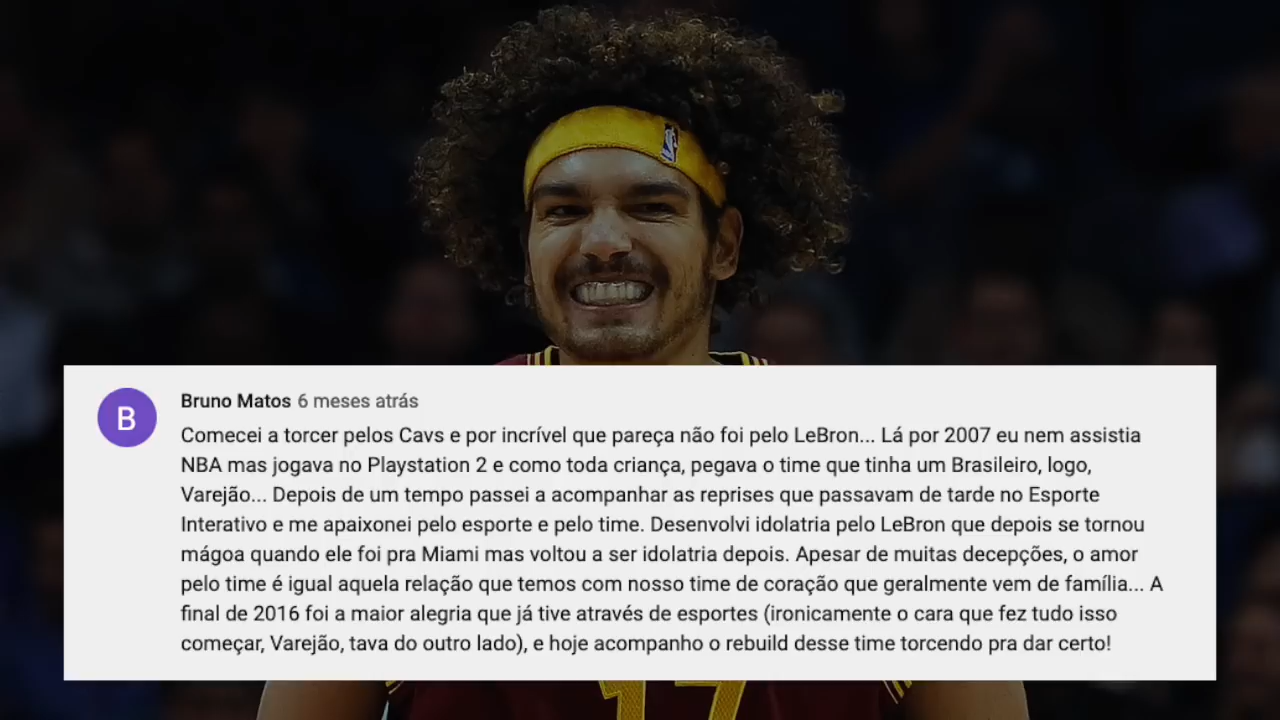 B
Bruno Matos 6 meses atrás
Comecei a torcer pelos Cavs e por incrível que pareça não foi pelo LeBron... Lá por 2007 eu nem assistia
NBA mas jogava no Playstation 2 e como toda criança, pegava o time que tinha um Brasileiro, logo,
Varejão... Depois de um tempo passei a acompanhar as reprises que passavam de tarde no Esporte
Interativo e me apaixonei pelo esporte e pelo time. Desenvolvi idolatria pelo LeBron que depois se tornou
mágoa quando ele foi pra Miami mas voltou a ser idolatria depois. Apesar de muitas decepções, o amor
pelo time é igual aquela relação que temos com nosso time de coração que geralmente vem de família... A
final de 2016 foi a maior alegria que já tive através de esportes (ironicamente o cara que fez tudo isso
começar, Varejão, tava do outro lado), e hoje acompanho o rebuild desse time torcendo pra dar certo!
17